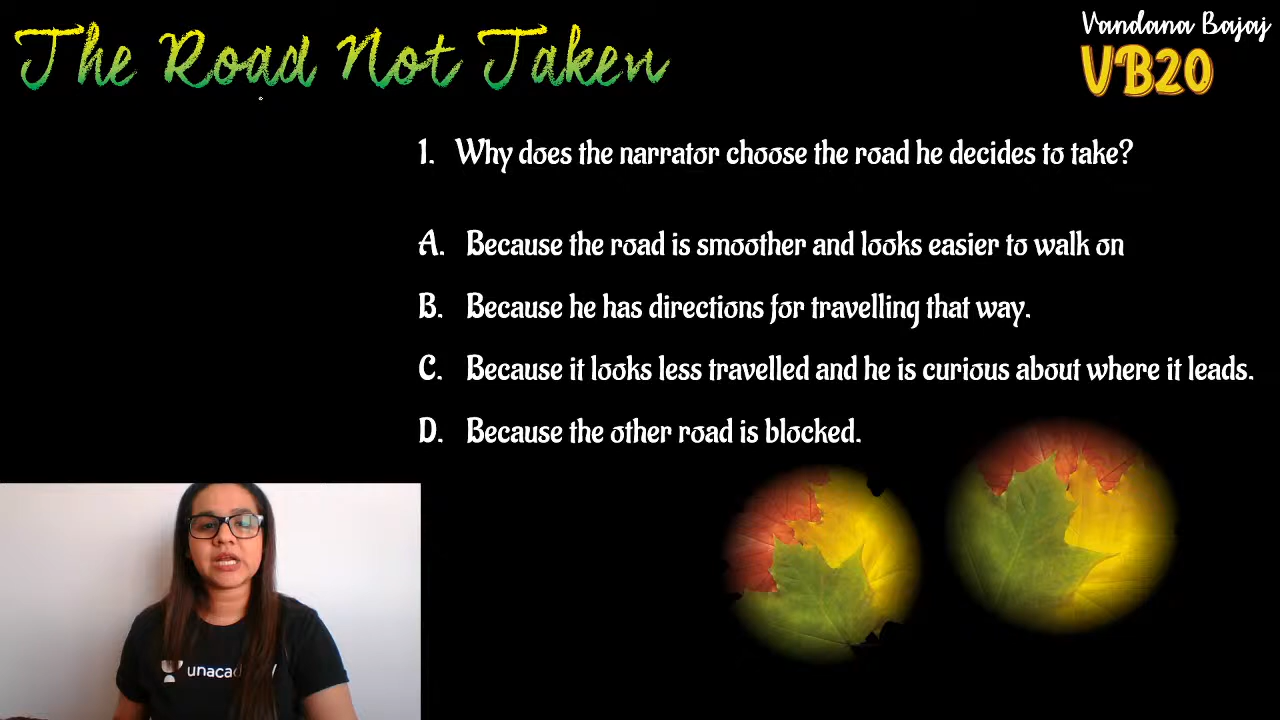 The Road Not Taken
Vandana Bajaj
VB20
1. Why does the narrator choose the road he decides to take?
A. Because the road is smoother and looks easier to walk on
B. Because he has directions for travelling that way.
C. Because it looks less travelled and he is curious about where it leads.
D. Because the other road is blocked.